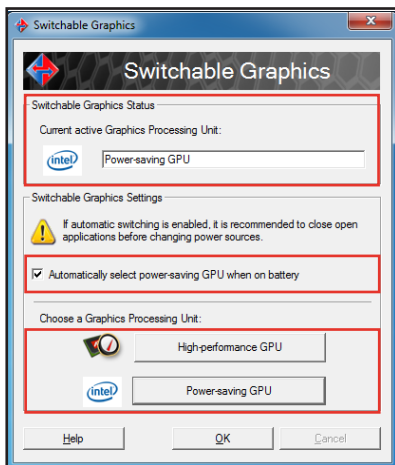 Switchable Graphics
Switchable Graphics
Switchable Graphics Status
Current active Graphics Processing Unit:
intel
Power-saving GPU
Switchable Graphics Settings
If automatic switching is enabled, it is recommended to close open
applications before changing power sources.
Automatically select power-saving GPU when on battery
Choose a Graphics Processing Unit:
High-performance GPU
intel
Power-saving GPU
Help OK Cancel